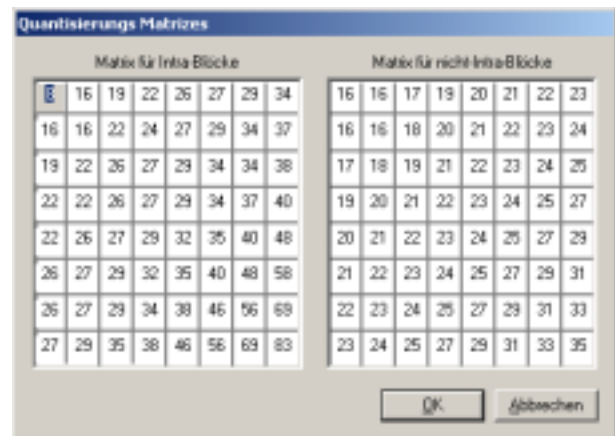 Quantisierungs Matrizes
Matrix für Intra-Blöcke Matrix für nicht-Intra-Blöcke
8 16 19 22 26 27 29 34 16 16 17 19 20 21 22 23
16 16 22 24 27 29 34 37 16 16 18 20 21 22 23 24
19 22 26 27 29 34 34 38 17 18 19 21 22 23 24 25
22 22 26 27 29 34 37 40 19 20 21 22 23 24 25 27
22 26 27 29 32 35 40 48 20 21 22 23 24 25 27 29
26 27 29 32 35 40 48 58 21 22 23 24 25 27 29 31
26 27 29 34 38 46 56 69 22 23 24 25 27 29 31 33
27 29 35 38 46 56 69 83 23 24 25 27 29 31 33 35
OK Abbrechen